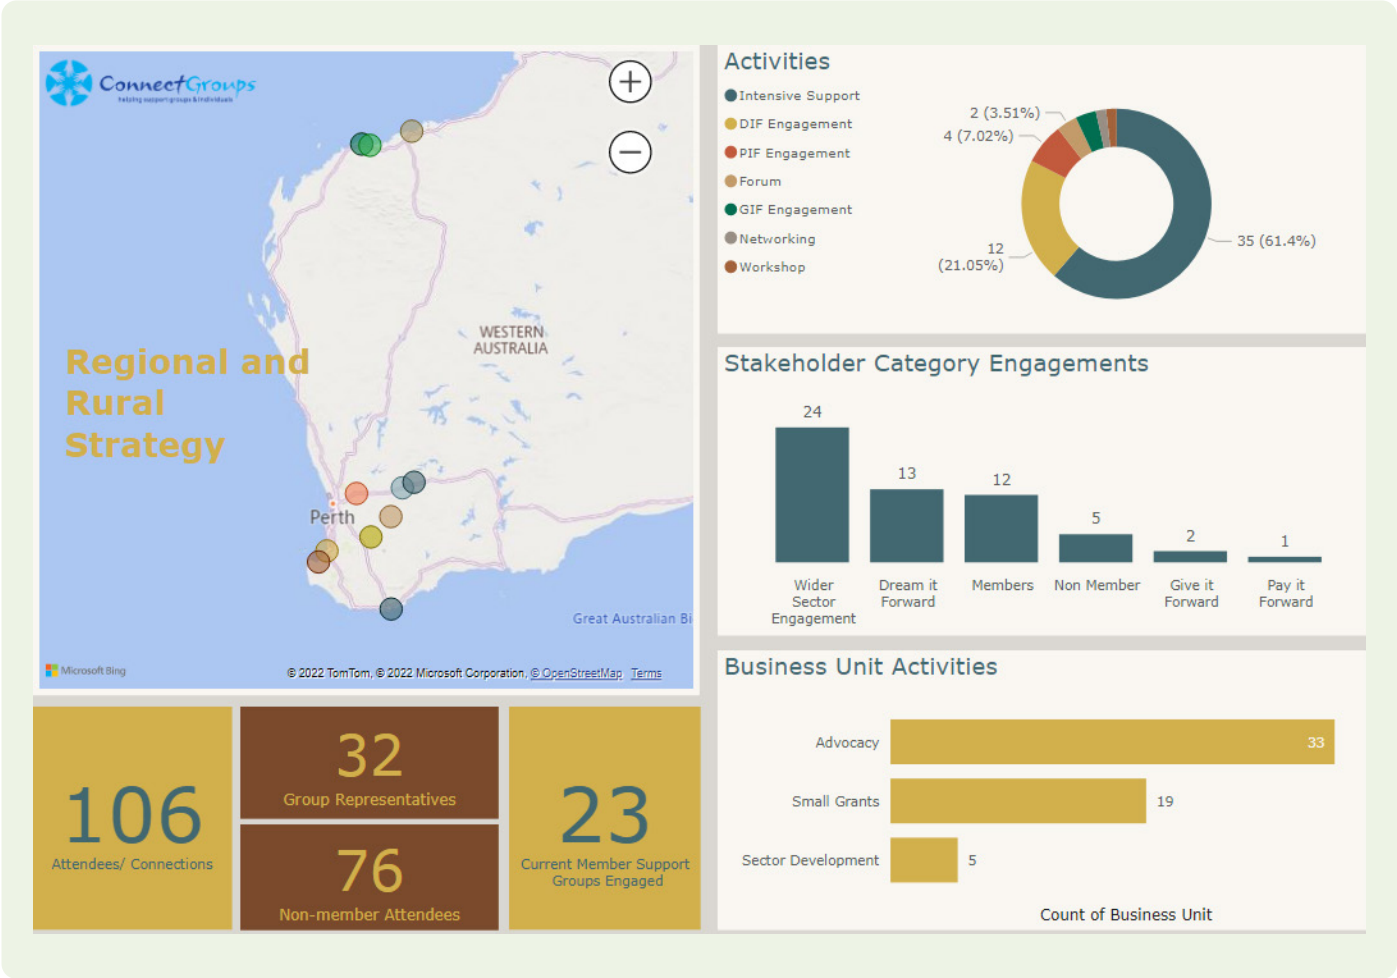 ConnectGroups
helping support groups & individuals
WESTERN
AUSTRALIA
Regional and
Rural
Strategy
Perth
Great Australian Bi
Microsoft Bing
© 2022 TomTom, © 2022 Microsoft Corporation, © OpenStreetMap Terms
106
Attendees/ Connections
32
Group Representatives
76
Non-member Attendees
23
Current Member Support
Groups Engaged
Activities
Intensive Support
DIF Engagement
PIF Engagement
Forum
GIF Engagement
Networking
Workshop
2 (3.51%)
4 (7.02%)
12
(21.05%)
35 (61.4%)
Stakeholder Category Engagements
24
13
12
5
2
1
Wider
Sector
Engagement
Dream it
Forward
Members
Non Member
Give it
Forward
Pay it
Forward
Business Unit Activities
Advocacy
33
Small Grants
19
Sector Development
5
Count of Business Unit